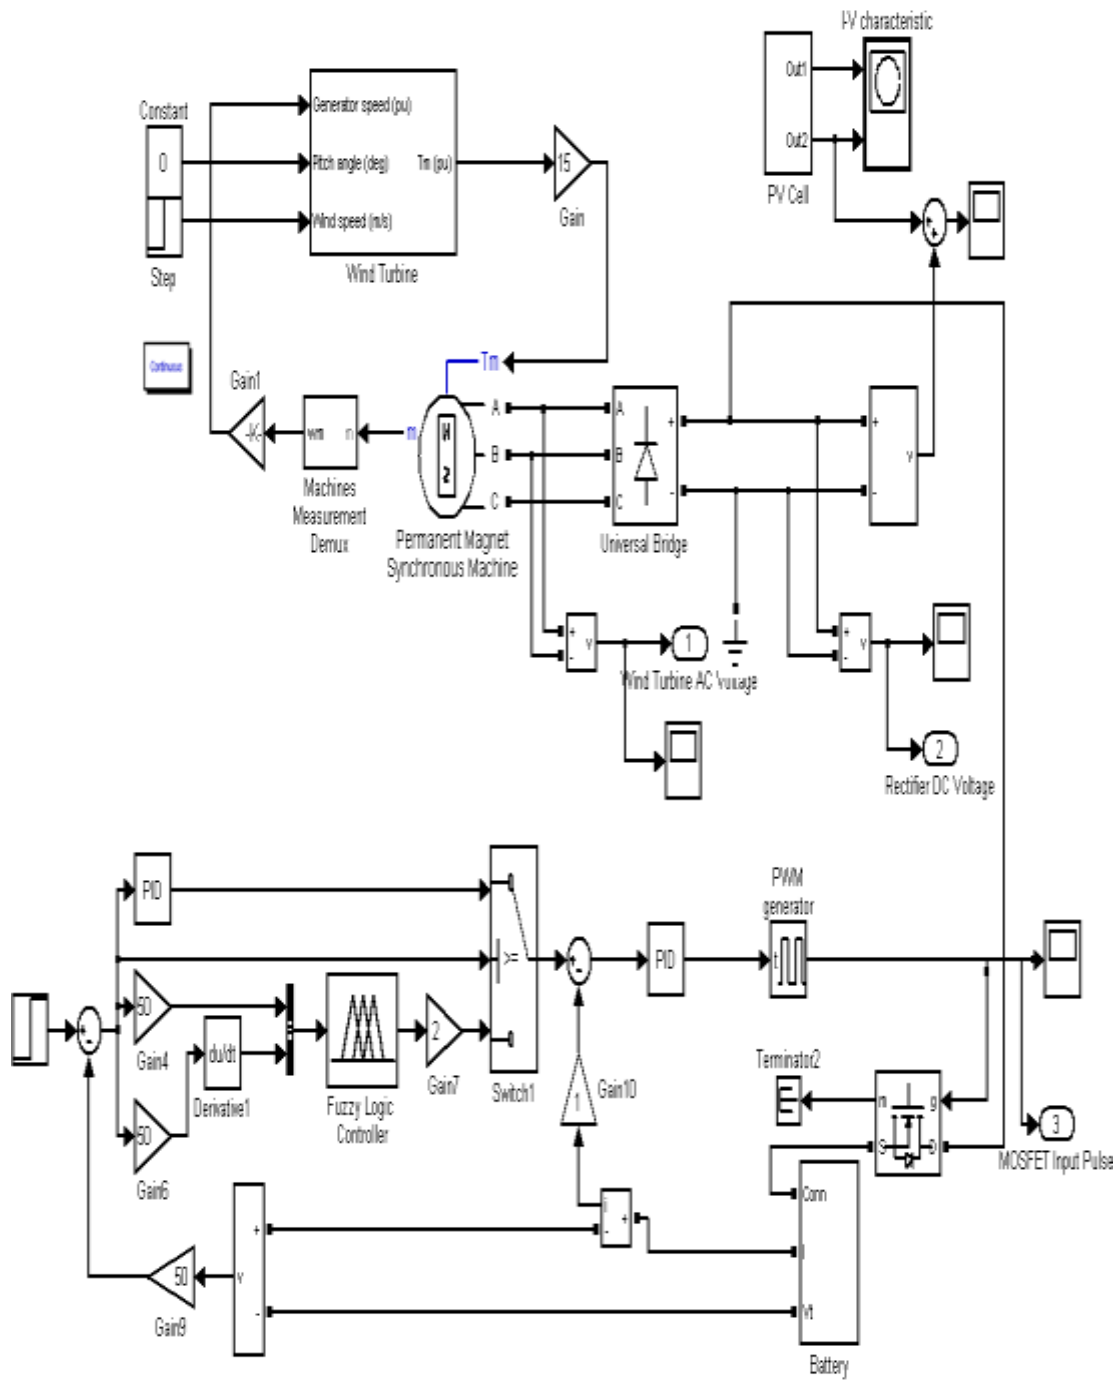 I-V characteristic
Out1
Out2
PV Cell
Constant
0
Step
Generator speed (pu)
Pitch angle (deg)
Wind speed (m/s)
Tm (pu)
Wind Turbine
15
Gain
Continuous
Gain1
-K-
wm
m
Machines
Measurement
Demux
m
Tm
N
S
A
B
C
Permanent Magnet
Synchronous Machine
A
B
C
+
-
Universal Bridge
+
-
v
+
-
v
1
Wind Turbine AC Voltage
+
-
v
2
Rectifier DC Voltage
PID
50
Gain4
50
Gain6
du/dt
Derivative1
Fuzzy Logic
Controller
2
Gain7
>=
Switch1
1
Gain10
PID
PWM
generator
t
Terminator2
m
g
S
D
3
MOSFET Input Pulse
Conn
I
Vt
Battery
i
+
-
+
v
-
50
Gain9